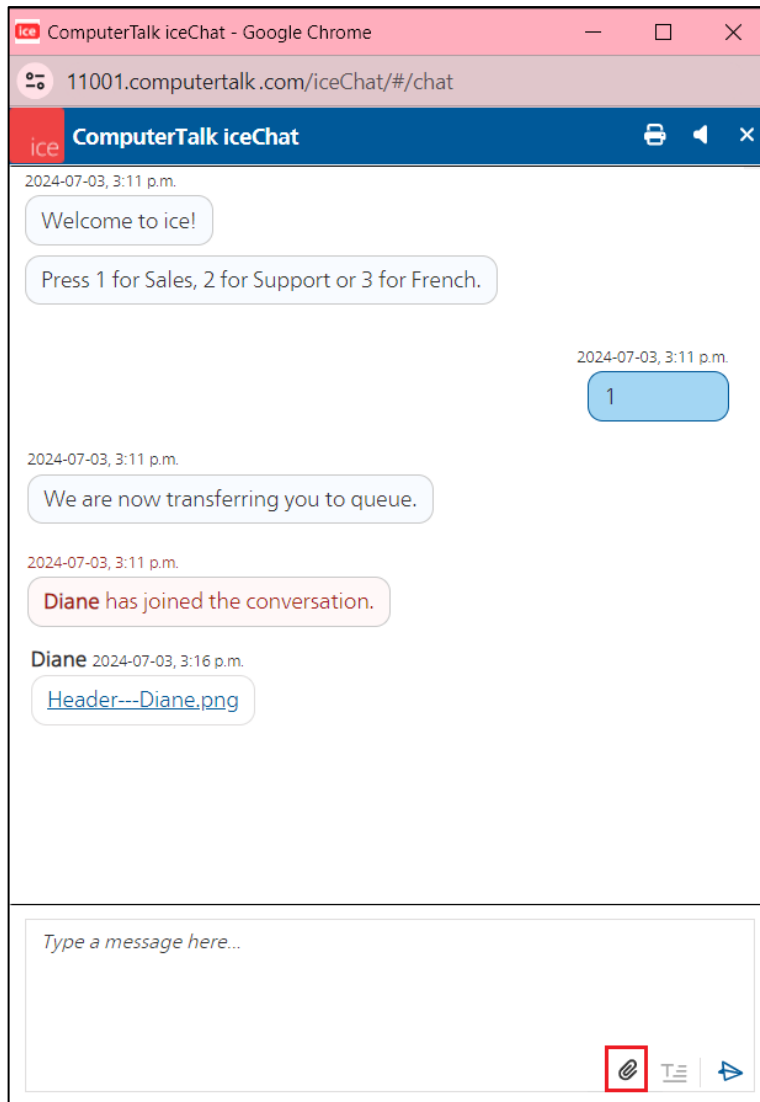 ice ComputerTalk iceChat - Google Chrome
11001.computertalk.com/iceChat/#/chat
ice ComputerTalk iceChat
2024-07-03, 3:11 p.m.
Welcome to ice!
Press 1 for Sales, 2 for Support or 3 for French.
2024-07-03, 3:11 p.m.
1
2024-07-03, 3:11 p.m.
We are now transferring you to queue.
2024-07-03, 3:11 p.m.
Diane has joined the conversation.
Diane 2024-07-03, 3:16 p.m.
Header---Diane.png
Type a message here...